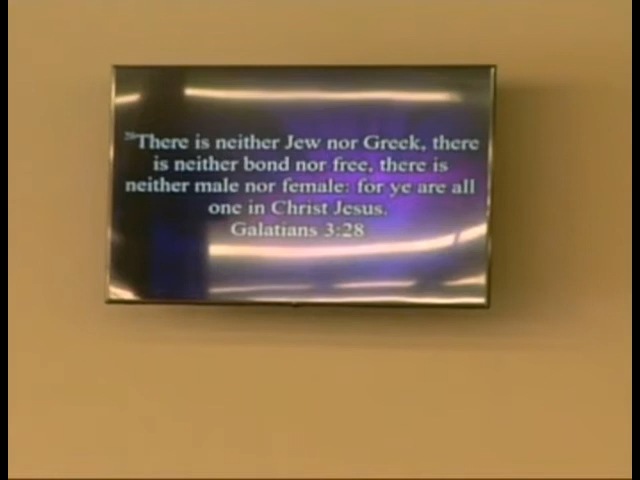 28There is neither Jew nor Greek, there
is neither bond nor free, there is
neither male nor female: for ye are all
one in Christ Jesus.
Galatians 3:28